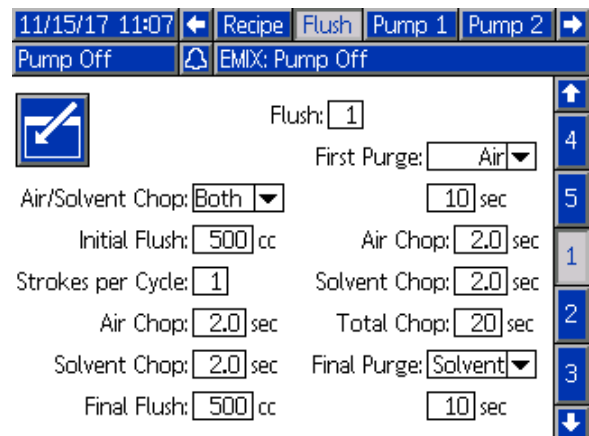 11/15/17 11:07 Recipe Flush Pump 1 Pump 2
Pump Off EMIX: Pump Off
Flush: 1
First Purge: Air
Air/Solvent Chop: Both 10 sec
Initial Flush: 500 cc Air Chop: 2.0 sec
Strokes per Cycle: 1 Solvent Chop: 2.0 sec
Air Chop: 2.0 sec Total Chop: 20 sec
Solvent Chop: 2.0 sec Final Purge: Solvent
Final Flush: 500 cc 10 sec
4
5
1
2
3